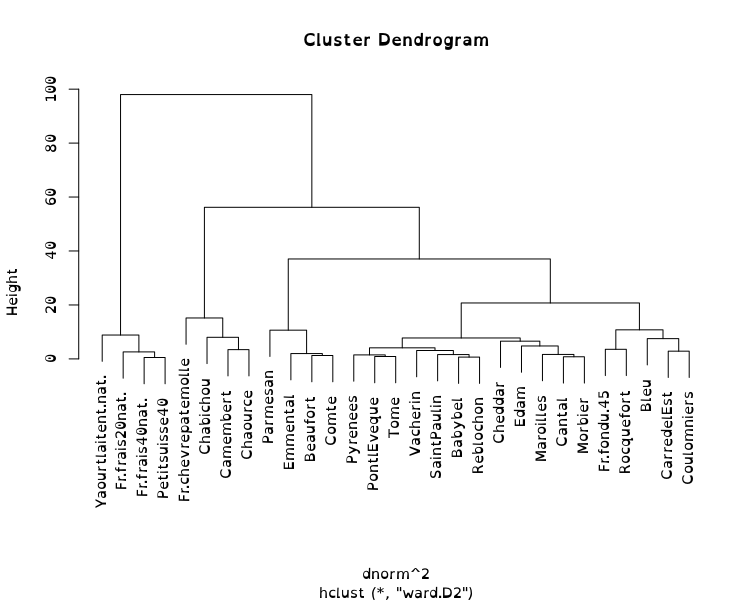 Cluster Dendrogram
Height
0
20
40
60
80
100
Yaourtlaitent.nat.
Fr.frais20nat.
Fr.frais40nat.
Petitsuisse40
Fr.chevrepatemolle
Chabichou
Camembert
Chaource
Parmesan
Emmental
Beaufort
Comte
Pyrenees
PontlEveque
Tome
Vacherin
SaintPaulin
Babybel
Reblochon
Cheddar
Edam
Maroilles
Cantal
Morbier
Fr.fondu.45
Rocquefort
Bleu
CarredelEst
Coulomniers
dnorm^2
hclust (*, "ward.D2")